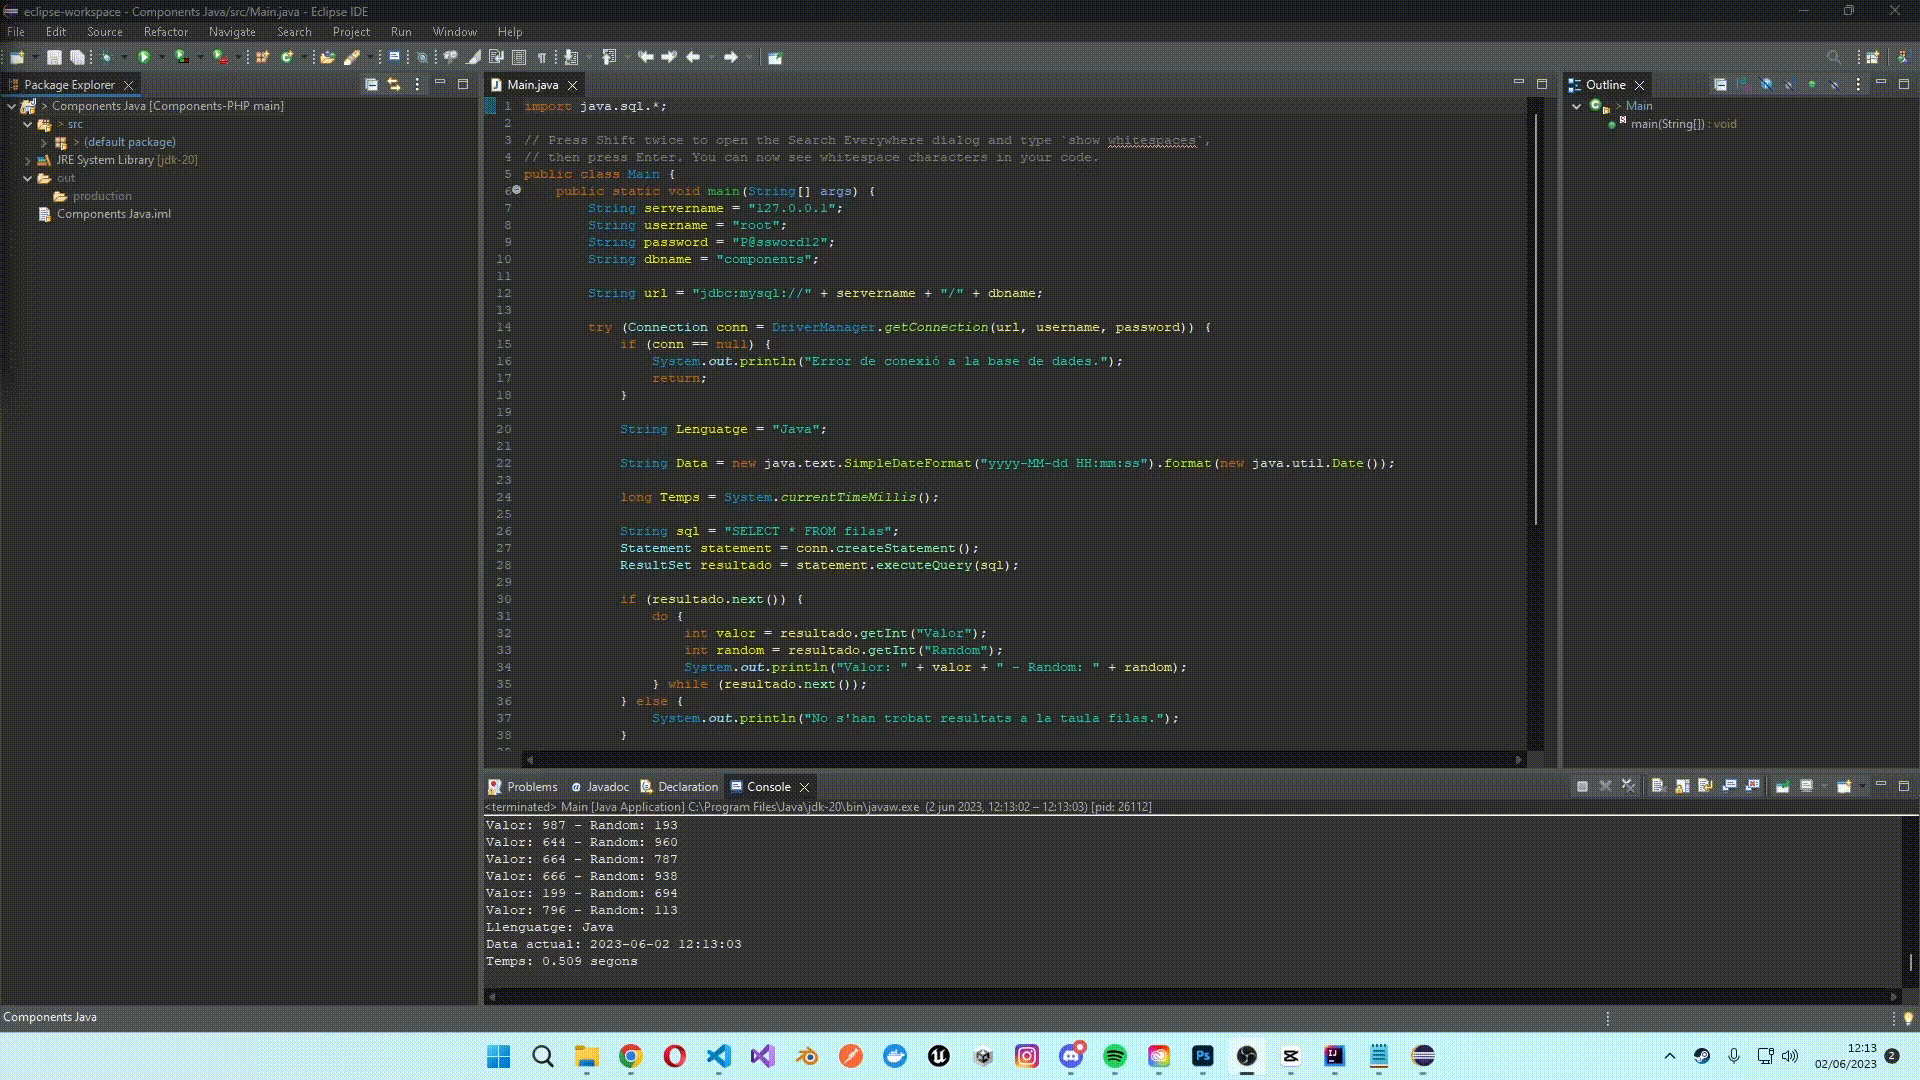 eclipse-workspace - Components Java/src/Main.java - Eclipse IDE
File Edit Source Refactor Navigate Search Project Run Window Help
Package Explorer
> Components Java [Components-PHP main]
> src
> (default package)
JRE System Library [jdk-20]
out
production
Components Java.iml
Main.java
1 import java.sql.*;
2
3 // Press Shift twice to open the Search Everywhere dialog and type `show whitespaces`,
4 // then press Enter. You can now see whitespace characters in your code.
5 public class Main {
6 public static void main(String[] args) {
7 String servername = "127.0.0.1";
8 String username = "root";
9 String password = "P@ssword12";
10 String dbname = "components";
11
12 String url = "jdbc:mysql://" + servername + "/" + dbname;
13
14 try (Connection conn = DriverManager.getConnection(url, username, password)) {
15 if (conn == null) {
16 System.out.println("Error de conexió a la base de dades.");
17 return;
18 }
19
20 String Lenguatge = "Java";
21
22 String Data = new java.text.SimpleDateFormat("yyyy-MM-dd HH:mm:ss").format(new java.util.Date());
23
24 long Temps = System.currentTimeMillis();
25
26 String sql = "SELECT * FROM filas";
27 Statement statement = conn.createStatement();
28 ResultSet resultado = statement.executeQuery(sql);
29
30 if (resultado.next()) {
31 do {
32 int valor = resultado.getInt("Valor");
33 int random = resultado.getInt("Random");
34 System.out.println("Valor: " + valor + " - Random: " + random);
35 } while (resultado.next());
36 } else {
37 System.out.println("No s'han trobat resultats a la taula filas.");
38 }
Outline
> Main
main(String[]) : void
Problems Javadoc Declaration Console
<terminated> Main [Java Application] C:\Program Files\Java\jdk-20\bin\javaw.exe (2 jun 2023, 12:13:02 – 12:13:03) [pid: 26112]
Valor: 987 - Random: 193
Valor: 644 - Random: 960
Valor: 664 - Random: 787
Valor: 666 - Random: 938
Valor: 199 - Random: 694
Valor: 796 - Random: 113
Llenguatge: Java
Data actual: 2023-06-02 12:13:03
Temps: 0.509 segons
Components Java
12:13
02/06/2023
2